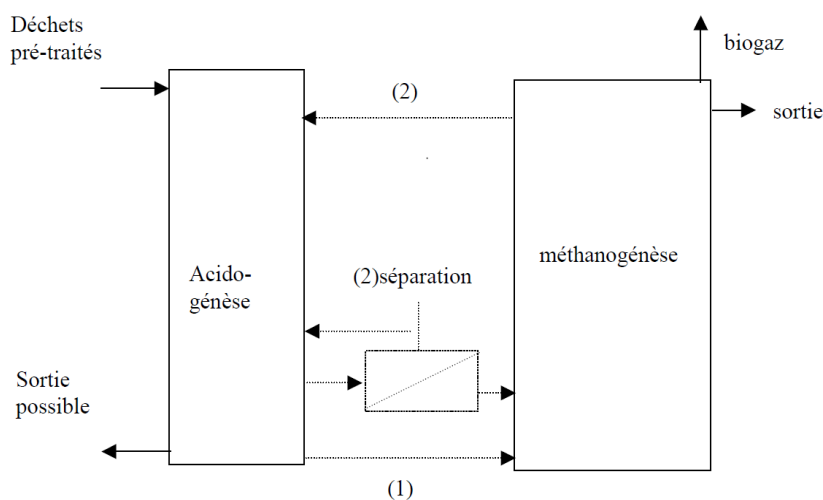 Déchets
pré-traités
biogaz
(2)
sortie
méthanogénèse
Acido-
génèse
(2)séparation
Sortie
possible
(1)